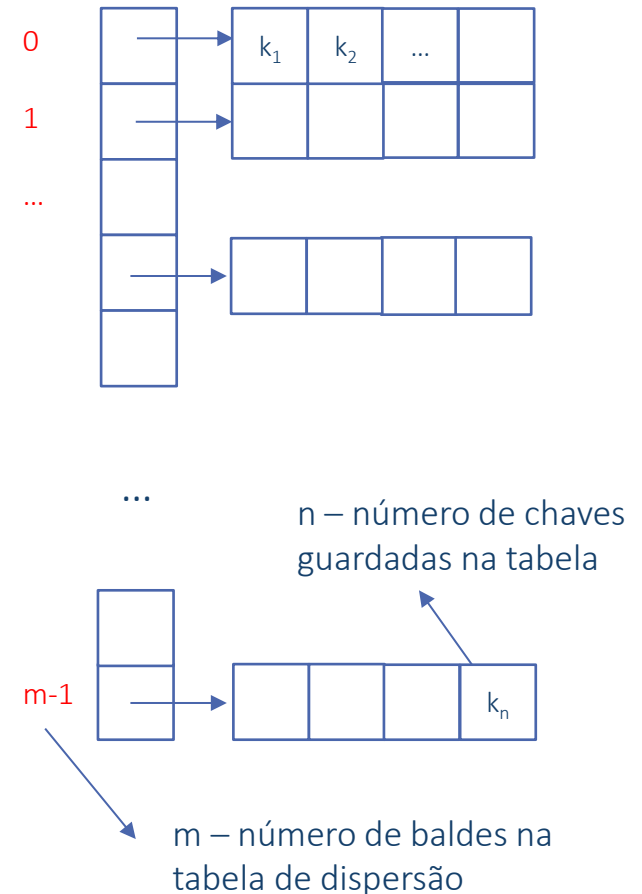 0
k₁ k₂ ...
1
...
...
n – número de chaves
guardadas na tabela
m-1
kₙ
m – número de baldes na
tabela de dispersão